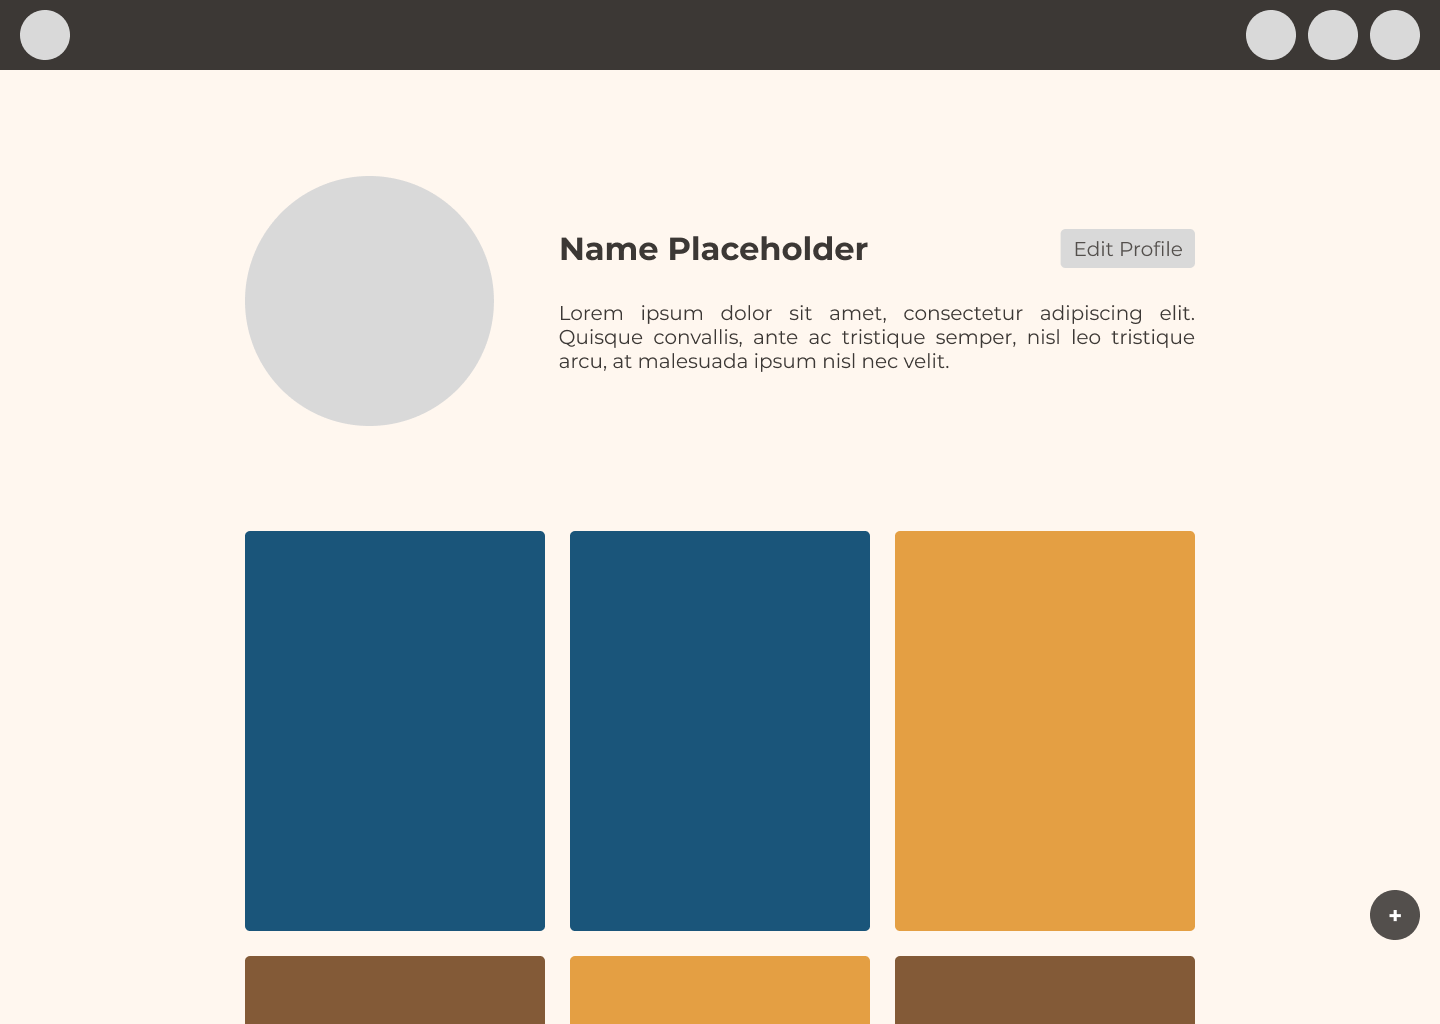 Name Placeholder
Edit Profile
Lorem ipsum dolor sit amet, consectetur adipiscing elit.
Quisque convallis, ante ac tristique semper, nisl leo tristique
arcu, at malesuada ipsum nisl nec velit.
+